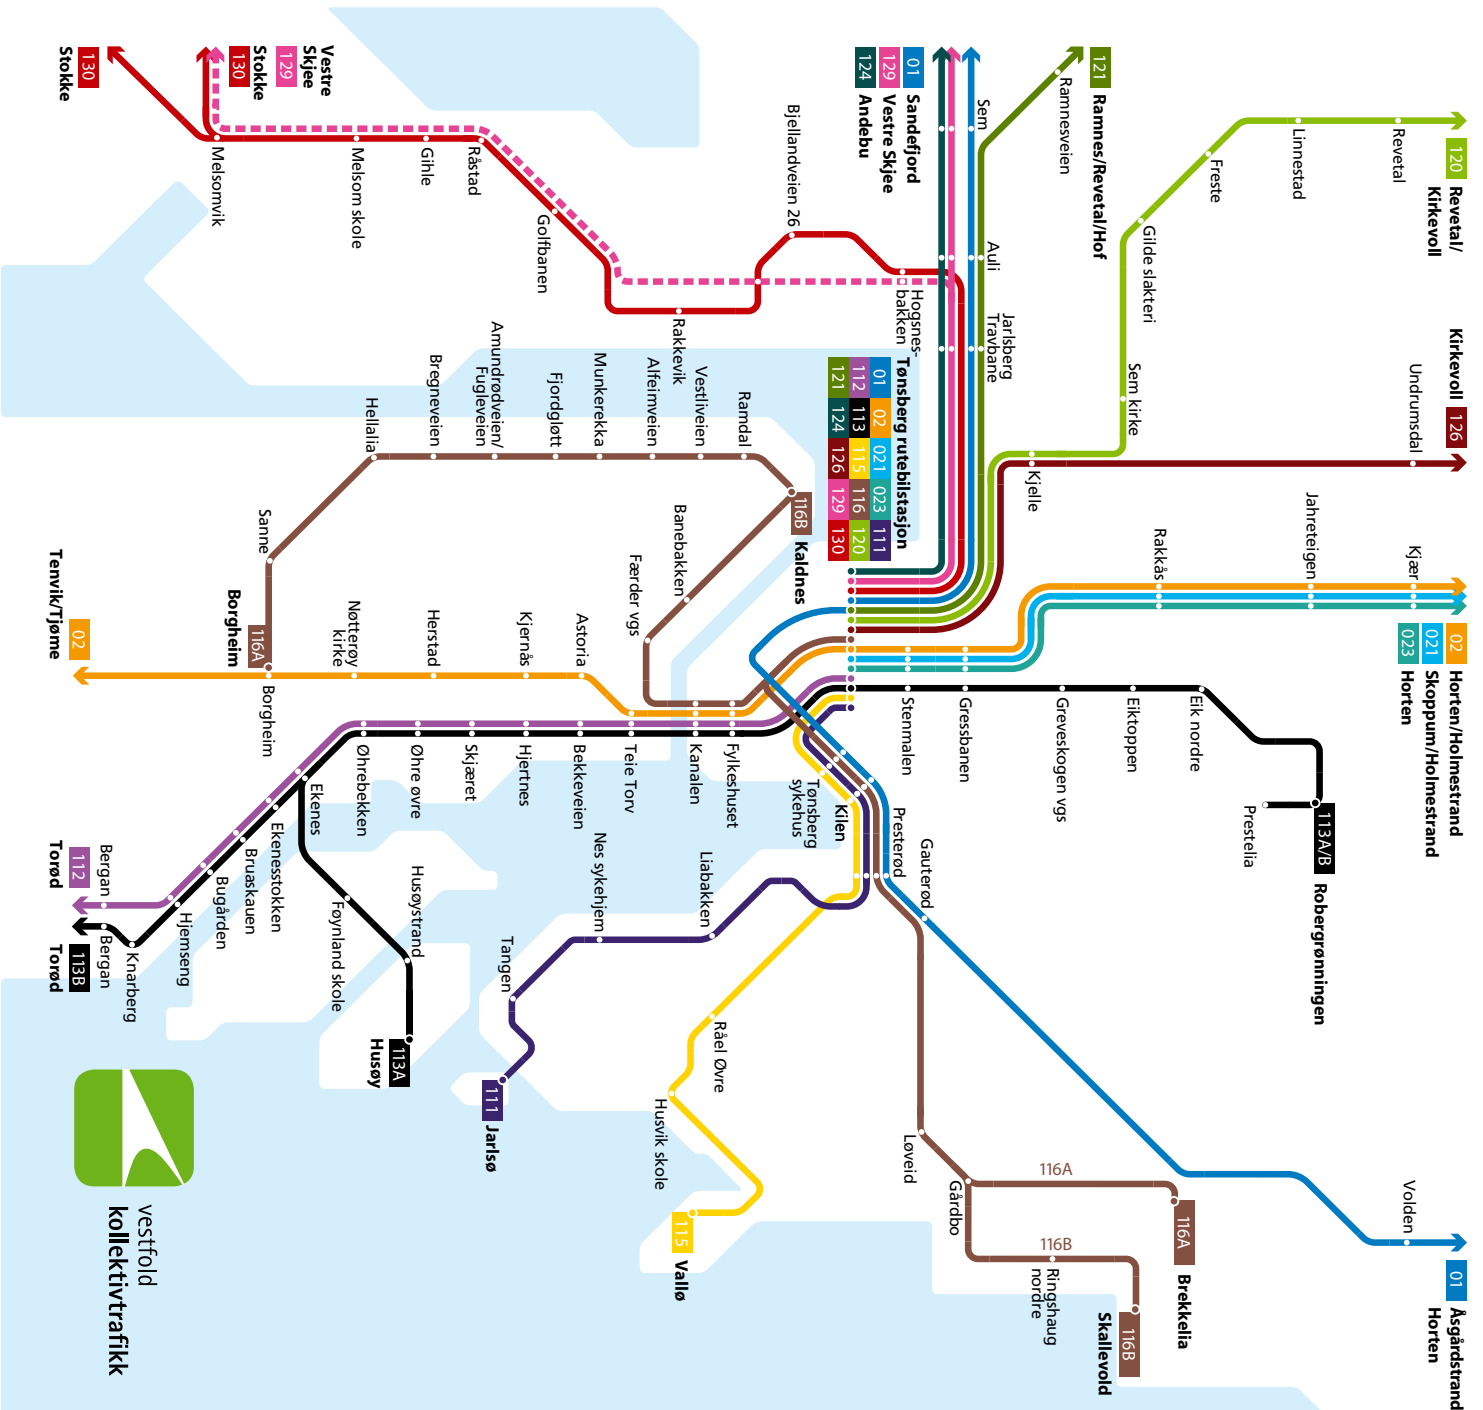 130
Stokke
Vestre
Skjee
129
130
Stokke
01
Sandefjord
129
Vestre Skjee
124
Andebu
121
Ramnes/Revetal/Hof
120
Revetal/
Kirkevoll
Kirkevoll
126
02
Horten/Holmestrand
021
Skoppum/Holmestrand
023
Horten
113A/B
Robergrønningen
01
Åsgårdstrand
Horten
Revetal
Linnestad
Freste
Gilde slakteri
Sem kirke
Undrumsdal
Kjelle
Ramnesveien
Sem
Auli
Jarlsberg
Travbane
Hogsnes-
bakken
Bjellandveien 26
Rakkevik
Golfbanen
Råstad
Gihle
Melsom skole
Melsomvik
Kjær
Jahreteigen
Rakkås
Tønsberg rutebilstasjon
01
02
021
023
111
112
113
115
116
120
121
124
126
129
130
Stenmalen
Gressbanen
Greveskogen vgs
Eiktoppen
Eik nordre
Prestelia
116B
Kaldnes
Ramdal
Vestliveien
Alfeimveien
Munkerekka
Fjordgløtt
Amundrødveien/
Fugleveien
Bregneveien
Hellalia
Sanne
Borgheim
116A
Banebakken
Færder vgs
Astoria
Kjernås
Herstad
Nøtterøy
kirke
Borgheim
Tenvik/Tjøme
02
Fylkeshuset
Kanalen
Teie Torv
Bekkeveien
Hjertnes
Skjæret
Øhre øvre
Øhrebekken
Ekenes
Ekenesstokken
Bruaskauen
Bugården
Hjemseng
Knarberg
Bergan
Bergan
Torød
112
Torød
113B
Føynland skole
Husøystrand
113A
Husøy
Tønsberg
sykehus
Kilen
Presterød
Gauterød
Liabakken
Nes sykehjem
Tangen
111
Jarlsø
Råel Øvre
Husvik skole
115
Vallø
Løveid
Gårdbo
116A
116A
Brekkelia
116B
Ringshaug
nordre
116B
Skallevold
Volden
vestfold
kollektivtrafikk